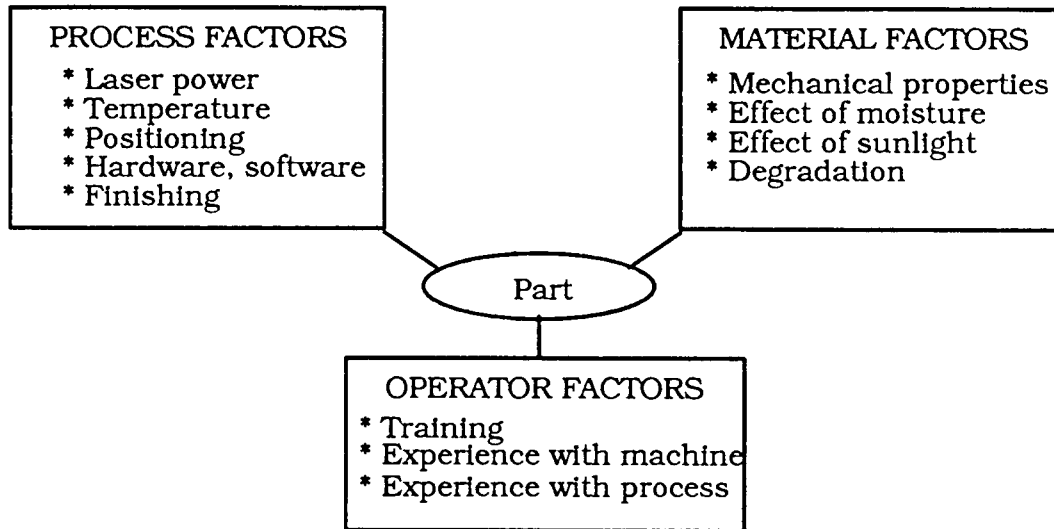 PROCESS FACTORS
* Laser power
* Temperature
* Positioning
* Hardware, software
* Finishing
MATERIAL FACTORS
* Mechanical properties
* Effect of moisture
* Effect of sunlight
* Degradation
Part
OPERATOR FACTORS
* Training
* Experience with machine
* Experience with process